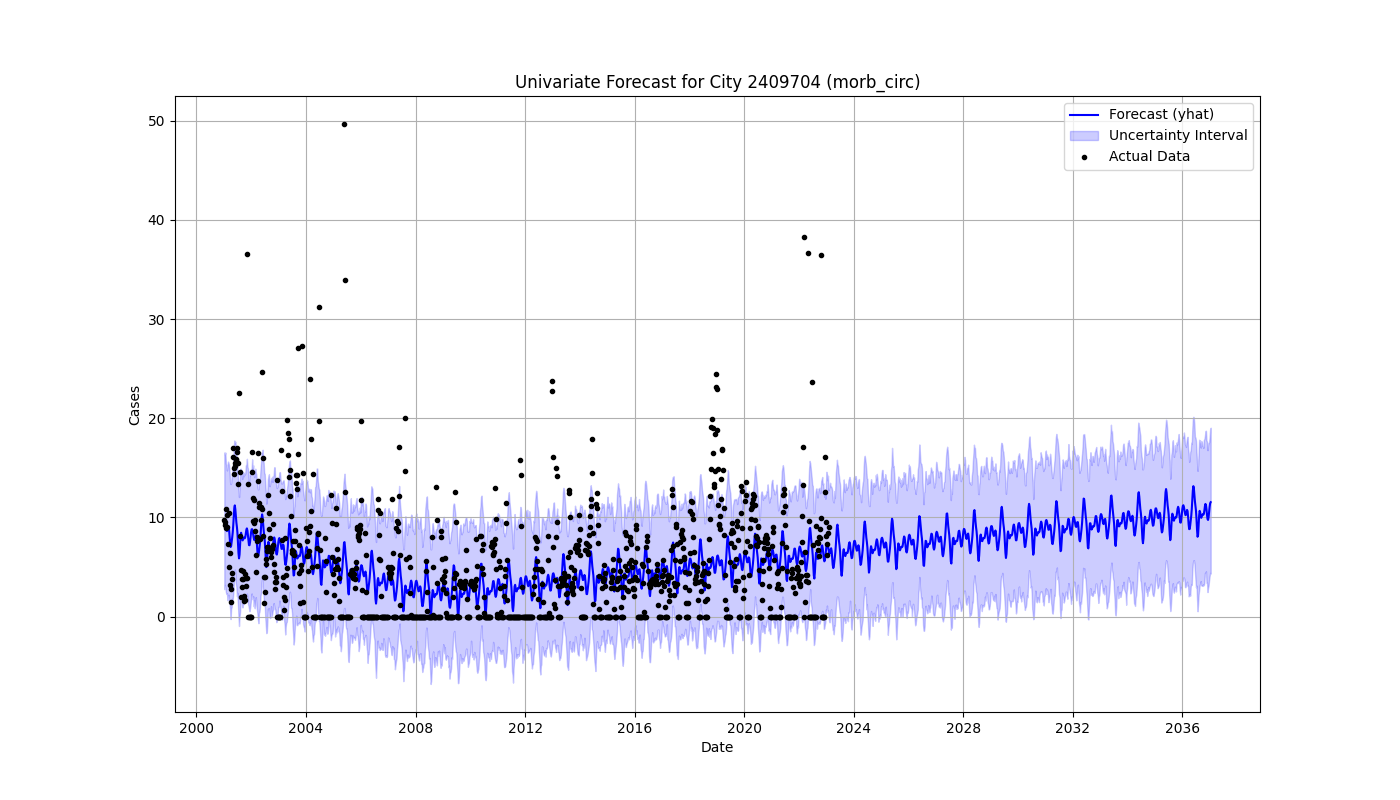 Univariate Forecast for City 2409704 (morb_circ)
Forecast (yhat)
Uncertainty Interval
Actual Data
Cases
50
40
30
20
10
0
2000 2004 2008 2012 2016 2020 2024 2028 2032 2036
Date